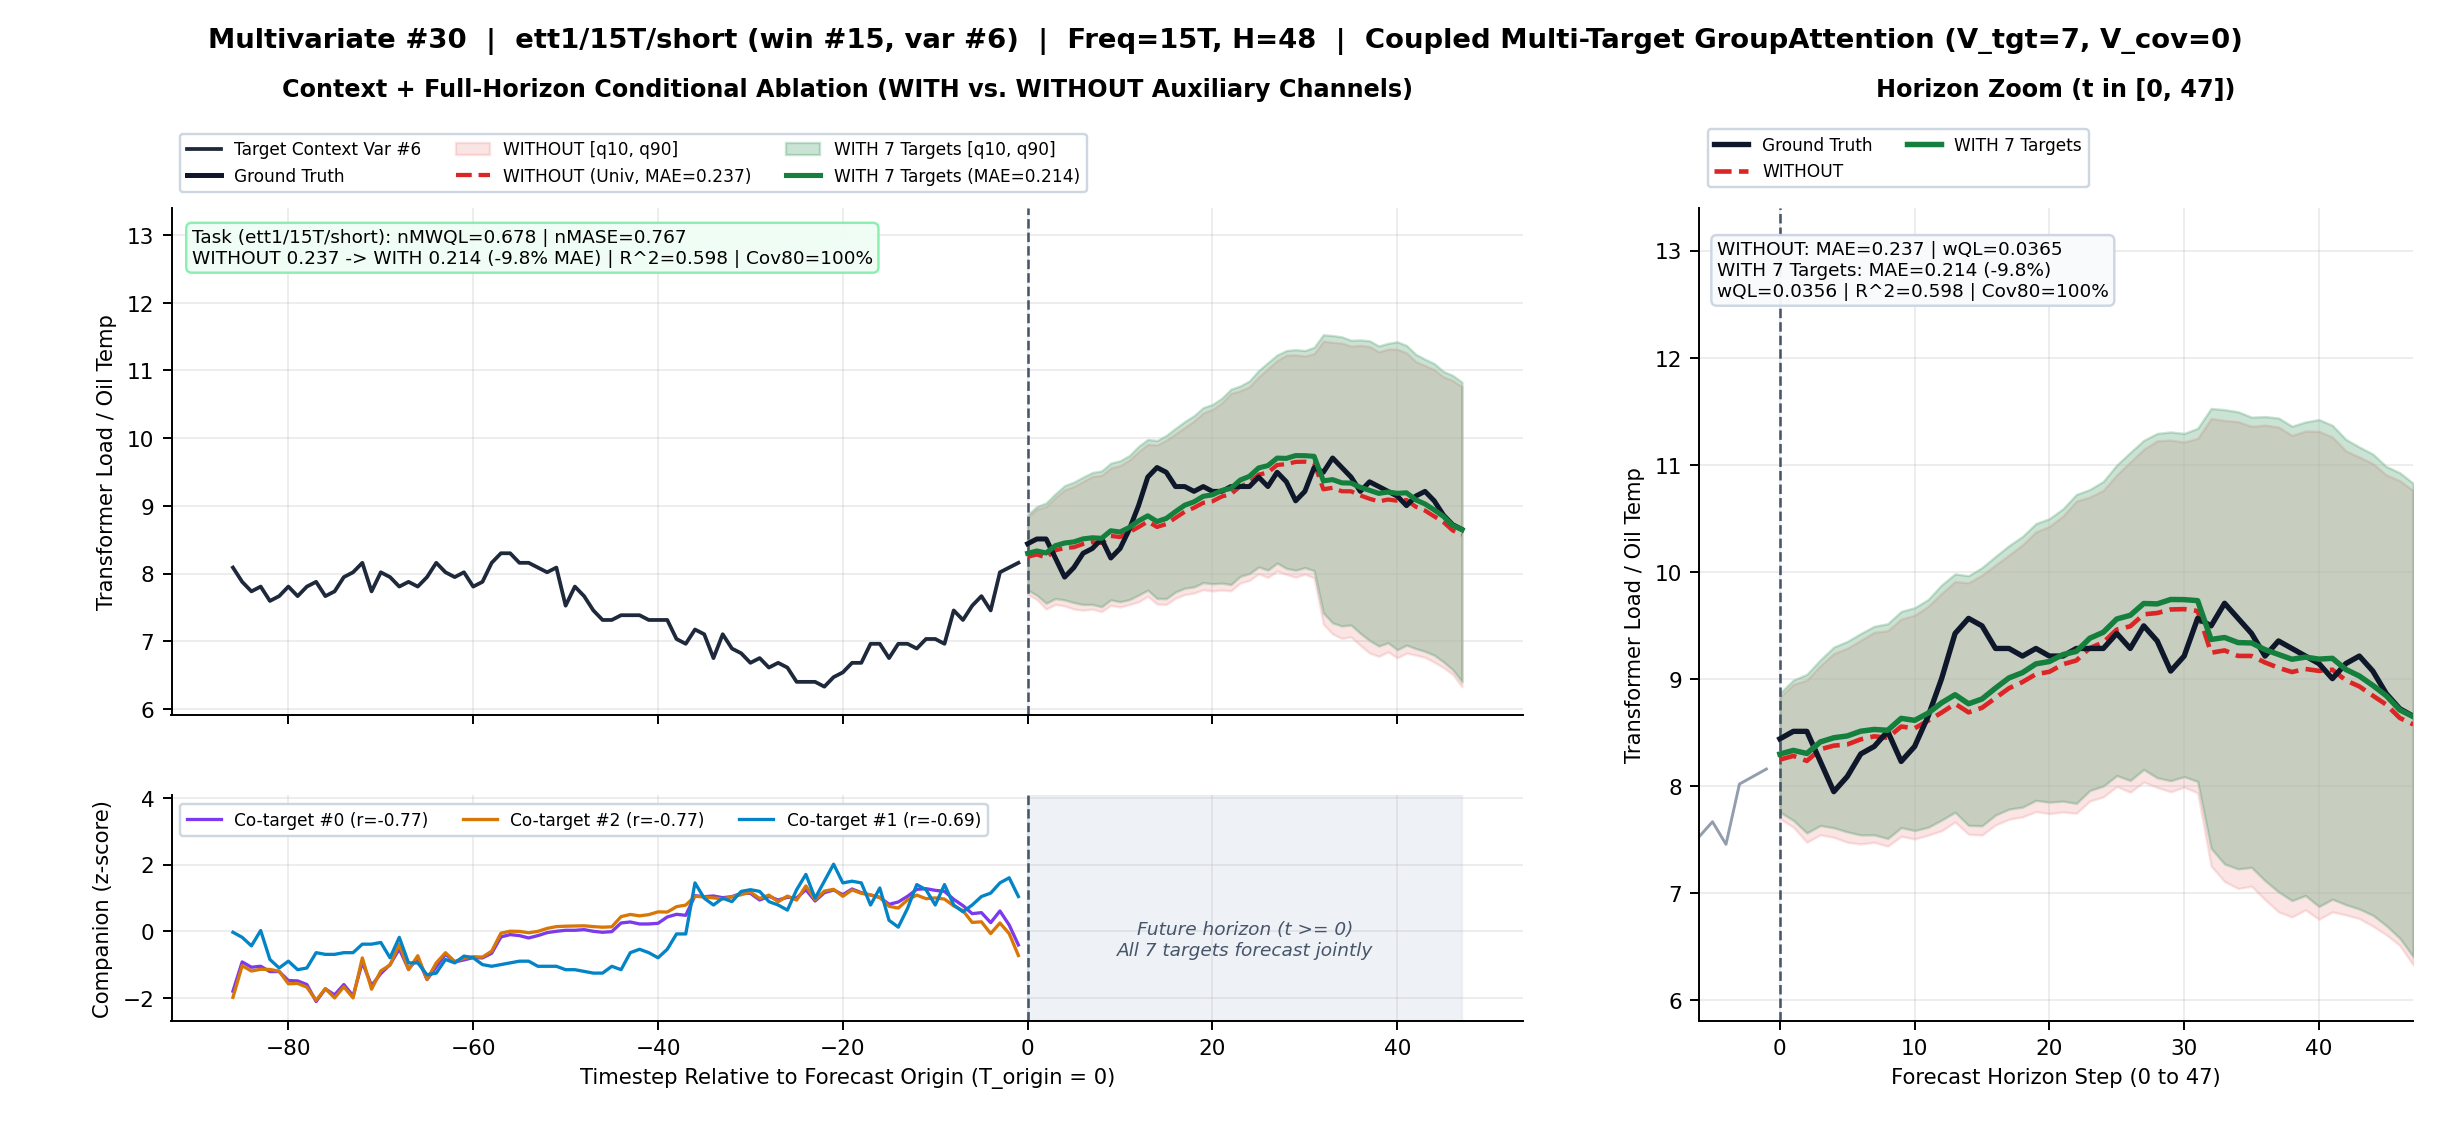 Multivariate #30 | ett1/15T/short (win #15, var #6) | Freq=15T, H=48 | Coupled Multi-Target GroupAttention (V_tgt=7, V_cov=0)
Context + Full-Horizon Conditional Ablation (WITH vs. WITHOUT Auxiliary Channels)
Target Context Var #6
Ground Truth
WITHOUT [q10, q90]
WITHOUT (Univ, MAE=0.237)
WITH 7 Targets [q10, q90]
WITH 7 Targets (MAE=0.214)
Task (ett1/15T/short): nMWQL=0.678 | nMASE=0.767
WITHOUT 0.237 -> WITH 0.214 (-9.8% MAE) | R^2=0.598 | Cov80=100%
Transformer Load / Oil Temp
13
12
11
10
9
8
7
6
Co-target #0 (r=-0.77)
Co-target #2 (r=-0.77)
Co-target #1 (r=-0.69)
Future horizon (t >= 0)
All 7 targets forecast jointly
Companion (z-score)
4
2
0
−2
−80
−60
−40
−20
0
20
40
Timestep Relative to Forecast Origin (T_origin = 0)
Horizon Zoom (t in [0, 47])
Ground Truth
WITHOUT
WITH 7 Targets
WITHOUT: MAE=0.237 | wQL=0.0365
WITH 7 Targets: MAE=0.214 (-9.8%)
wQL=0.0356 | R^2=0.598 | Cov80=100%
Transformer Load / Oil Temp
13
12
11
10
9
8
7
6
0
10
20
30
40
Forecast Horizon Step (0 to 47)